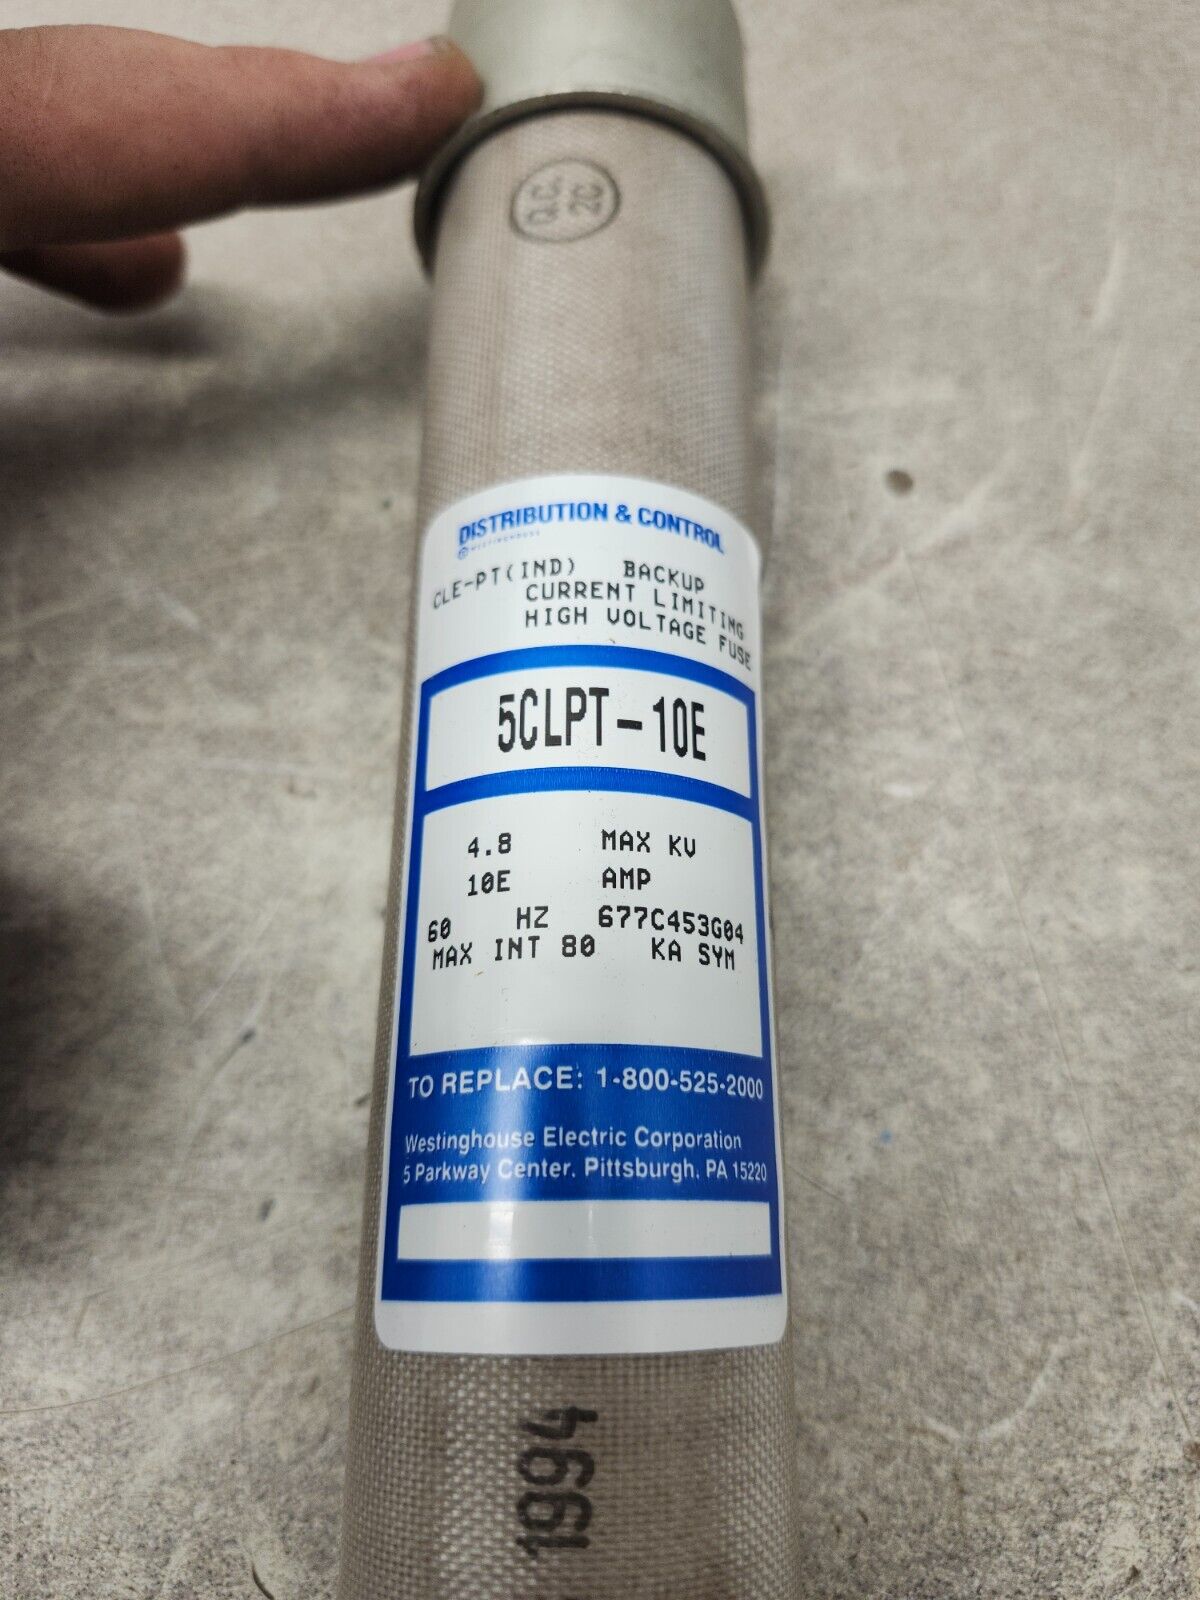 Q.C.
2C
DISTRIBUTION & CONTROL
WESTINGHOUSE
CLE-PT(IND) BACKUP
CURRENT LIMITING
HIGH VOLTAGE FUSE
5CLPT-10E
4.8 MAX KV
10E AMP
60 HZ 677C453G04
MAX INT 80 KA SYM
TO REPLACE: 1-800-525-2000
Westinghouse Electric Corporation
5 Parkway Center, Pittsburgh, PA 15220
1994